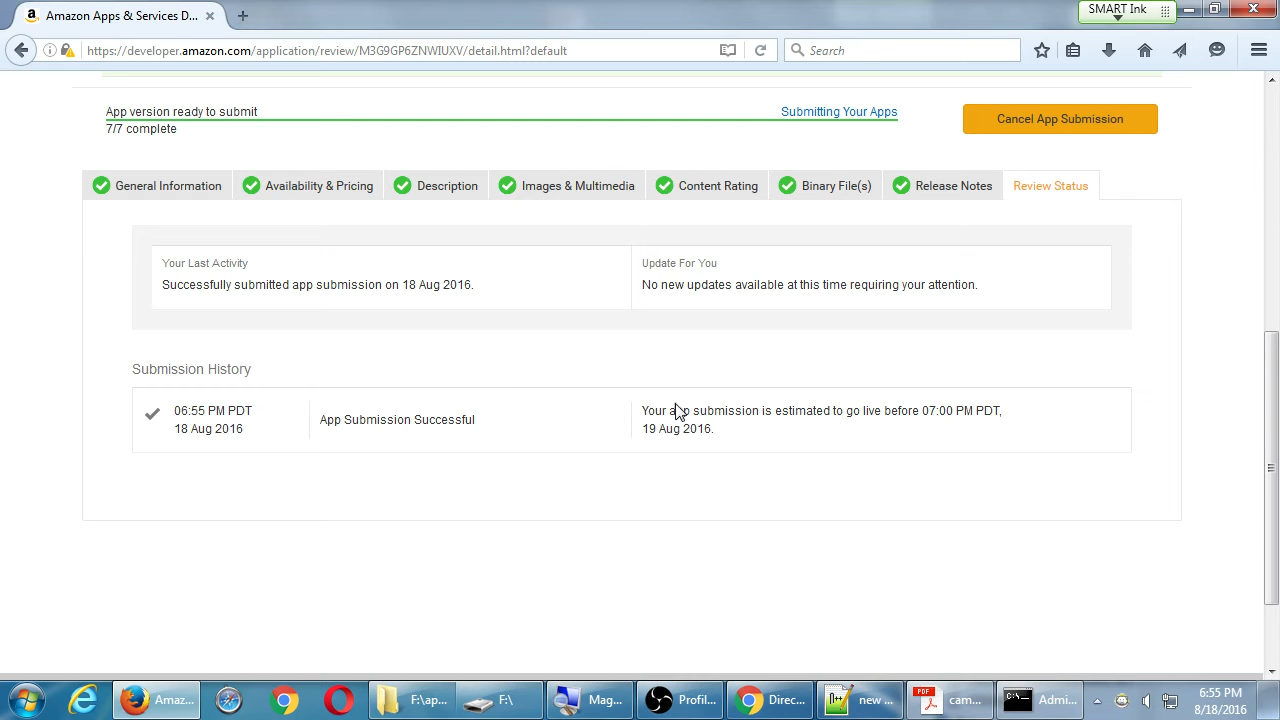 Amazon Apps & Services D...
SMART Ink
https://developer.amazon.com/application/review/M3G9GP6ZNWIUXV/detail.html?default
Search
App version ready to submit
Submitting Your Apps
Cancel App Submission
7/7 complete
General Information
Availability & Pricing
Description
Images & Multimedia
Content Rating
Binary File(s)
Release Notes
Review Status
Your Last Activity
Successfully submitted app submission on 18 Aug 2016.
Update For You
No new updates available at this time requiring your attention.
Submission History
06:55 PM PDT
18 Aug 2016
App Submission Successful
Your app submission is estimated to go live before 07:00 PM PDT,
19 Aug 2016.
Amaz...
F:\ap...
F:\
Mag...
Profil...
Direc...
new ...
PDF
cam...
C:\
Admi...
6:55 PM
8/18/2016